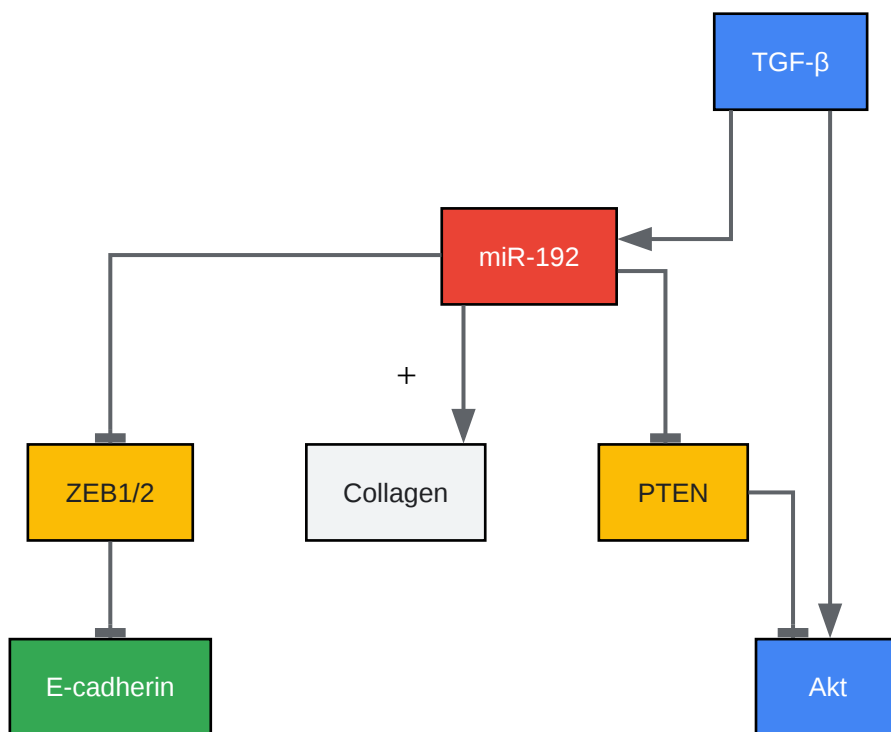 TGF-β
miR-192
+
ZEB1/2
Collagen
PTEN
E-cadherin
Akt